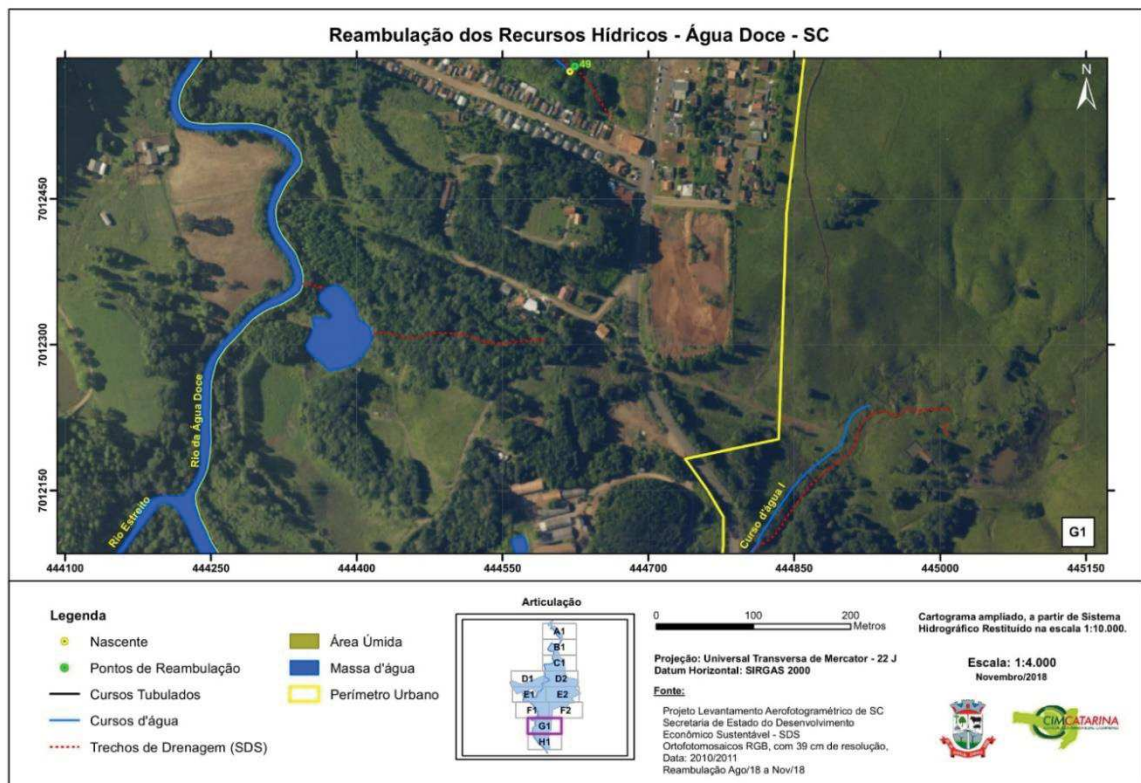 Reambulação dos Recursos Hídricos - Água Doce - SC
49
N
7012450
7012300
7012150
Rio da Água Doce
Rio Estreito
Curso d'água I
G1
444100
444250
444400
444550
444700
444850
445000
445150
Legenda
Nascente
Pontos de Reambulação
Cursos Tubulados
Cursos d'água
Trechos de Drenagem (SDS)
Área Úmida
Massa d'água
Perímetro Urbano
Articulação
A1
B1
C1
D1
D2
E1
E2
F1
F2
G1
H1
0
100
200
Metros
Projeção: Universal Transversa de Mercator - 22 J
Datum Horizontal: SIRGAS 2000
Fonte:
Projeto Levantamento Aerofotogramétrico de SC
Secretaria de Estado do Desenvolvimento
Econômico Sustentável - SDS
Ortofotomosaicos RGB, com 39 cm de resolução,
Data: 2010/2011
Reambulação Ago/18 a Nov/18
Cartograma ampliado, a partir de Sistema
Hidrográfico Restituído na escala 1:10.000.
Escala: 1:4.000
Novembro/2018
CIMCATARINA